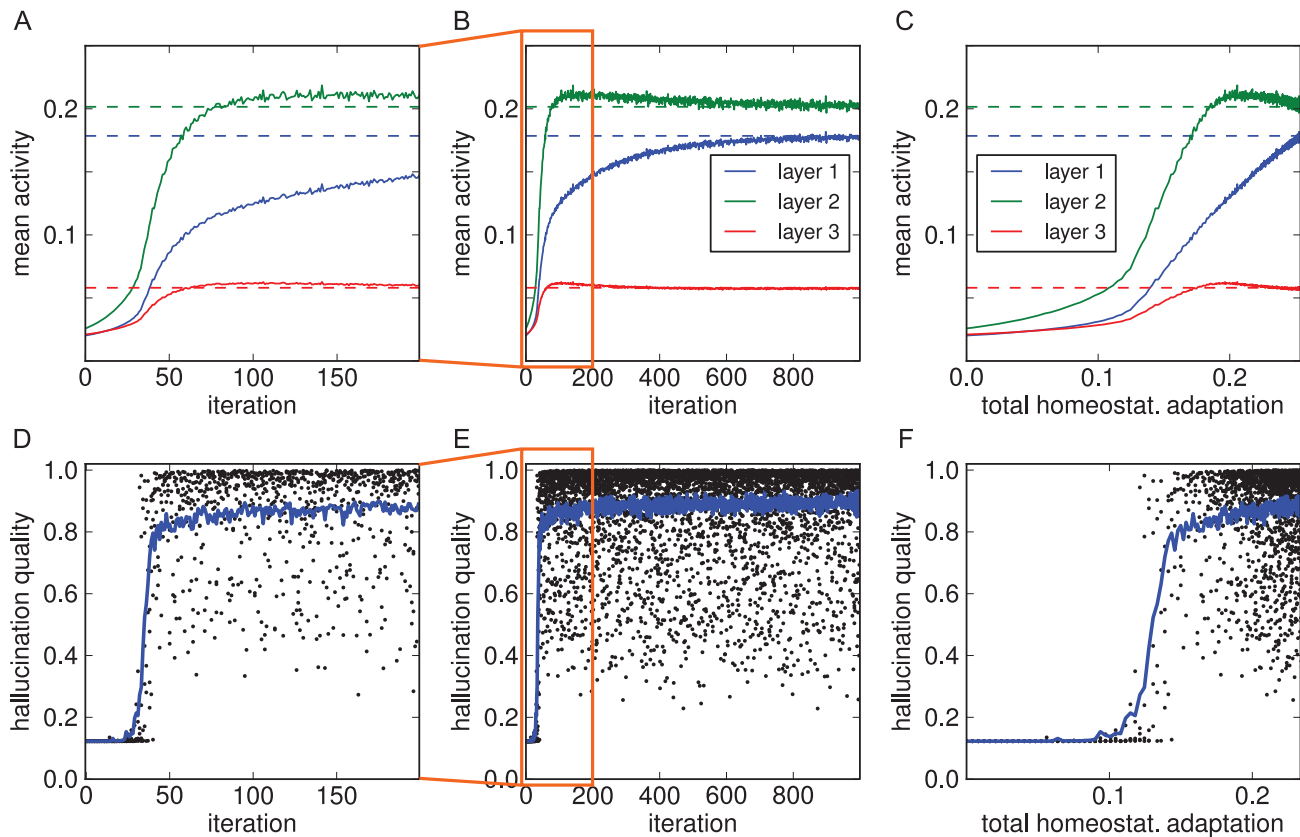 A
B
C
mean activity
0.2
0.1
0
50
100
150
iteration
mean activity
0.2
0.1
layer 1
layer 2
layer 3
0
200
400
600
800
iteration
mean activity
0.2
0.1
layer 1
layer 2
layer 3
0.0
0.1
0.2
total homeostat. adaptation
D
E
F
hallucination quality
1.0
0.8
0.6
0.4
0.2
0.0
0
50
100
150
iteration
hallucination quality
1.0
0.8
0.6
0.4
0.2
0.0
0
200
400
600
800
iteration
hallucination quality
1.0
0.8
0.6
0.4
0.2
0.0
0.1
0.2
total homeostat. adaptation